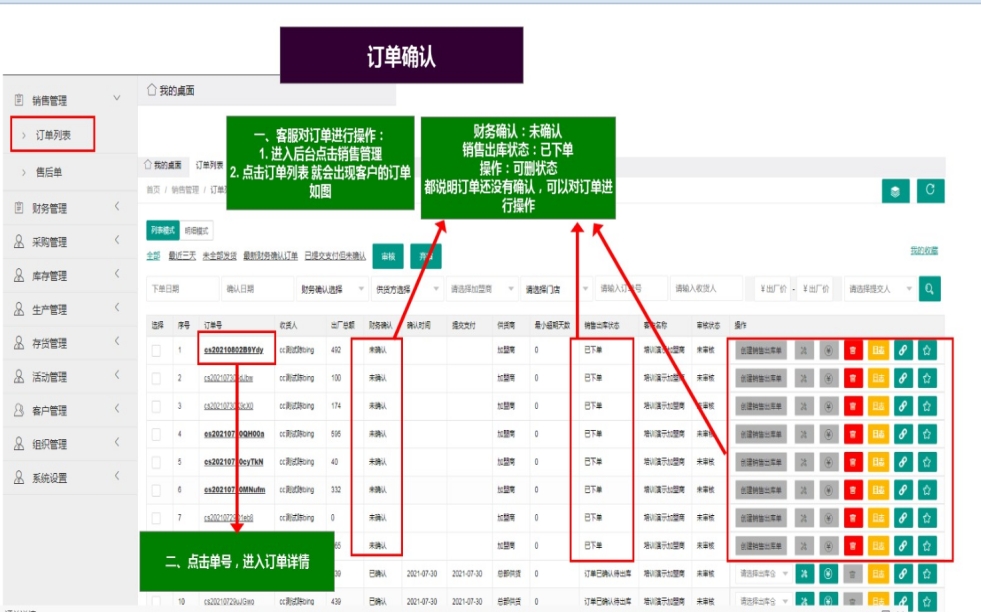 订单确认
我的桌面
销售管理
订单列表
售后单
财务管理
采购管理
库存管理
生产管理
存货管理
活动管理
客户管理
组织管理
系统设置
一、客服对订单进行操作：
1. 进入后台点击销售管理
2. 点击订单列表 就会出现客户的订单
如图
财务确认：未确认
销售出库状态：已下单
操作：可删状态
都说明订单还没有确认，可以对订单进
行操作
我的桌面 订单列表
首页 / 销售管理 /
列表模式 明细模式
全部 最近三天 未全部发货 最新财务确认订单 已提交支付但未确认 审核
我的收藏
下单日期 确认日期 财务确认选择 供货方选择 请选择加盟商 请选择门店 请输入订单号 请输入收货人 ¥出厂价 - ¥出厂价 请选择提交人
选择 序号 订单号 收货人 出厂总额 财务确认 确认时间 提交支付 供货商 最小超期天数 销售出库状态 客户名称 审核状态 操作
1 cs20210802B9Ydy cc测试陈bing 492 未确认 加盟商 0 已下单 培训演示加盟商 未审核 创建销售出库单 日志
2 cc测试陈bing 100 未确认 加盟商 0 已下单 培训演示加盟商 未审核 创建销售出库单 日志
3 cc测试陈bing 174 未确认 加盟商 0 已下单 培训演示加盟商 未审核 创建销售出库单 日志
4 cc测试陈bing 595 未确认 加盟商 0 已下单 培训演示加盟商 未审核 创建销售出库单 日志
5 cc测试陈bing 40 未确认 加盟商 0 已下单 培训演示加盟商 未审核 创建销售出库单 日志
6 cc测试陈bing 332 未确认 加盟商 0 已下单 培训演示加盟商 未审核 创建销售出库单 日志
7 cc测试陈bing 0 未确认 加盟商 0 已下单 培训演示加盟商 未审核 创建销售出库单 日志
未确认 加盟商 0 已下单 培训演示加盟商 未审核 创建销售出库单 日志
二、点击单号，进入订单详情
已确认 2021-07-30 2021-07-30 总部供货 0 订单已确认待出库 培训演示加盟商 未审核 请选择出库仓 日志
10 cs20210729uJGwo cc测试陈bing 439 已确认 2021-07-30 2021-07-30 总部供货 0 订单已确认待出库 培训演示加盟商 未审核 请选择出库仓 日志